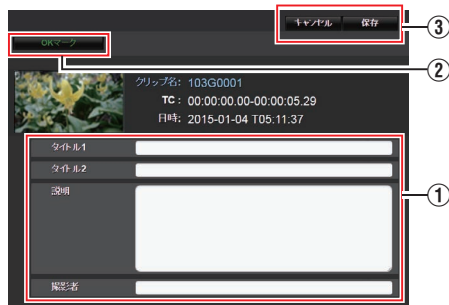 キャンセル 保存
③
OKマーク
②
クリップ名: 103G0001
TC : 00:00:00.00-00:00:05.29
日時: 2015-01-04 T05:11:37
タイトル1
タイトル2
説明
①
撮影者